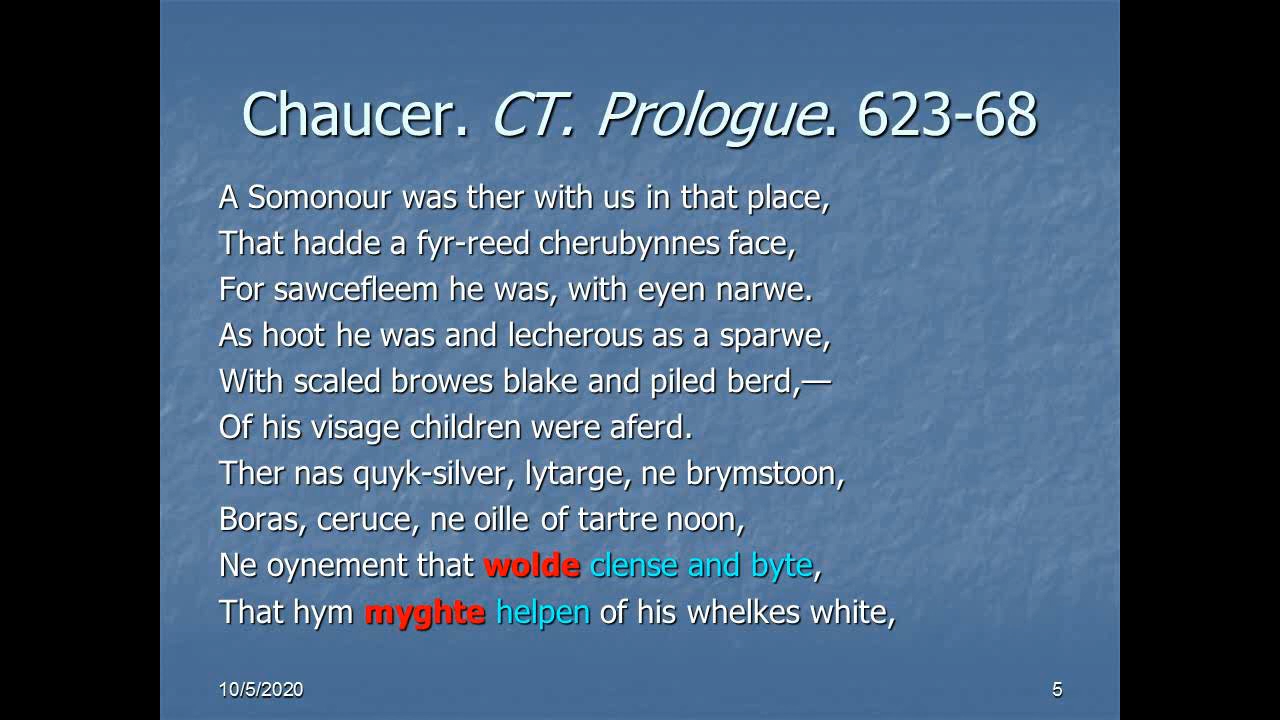 Chaucer. CT. Prologue. 623-68
A Somonour was ther with us in that place,
That hadde a fyr-reed cherubynnes face,
For sawcefleem he was, with eyen narwe.
As hoot he was and lecherous as a sparwe,
With scaled browes blake and piled berd,—
Of his visage children were aferd.
Ther nas quyk-silver, lytarge, ne brymstoon,
Boras, ceruce, ne oille of tartre noon,
Ne oynement that wolde clense and byte,
That hym myghte helpen of his whelkes white,
10/5/2020
5